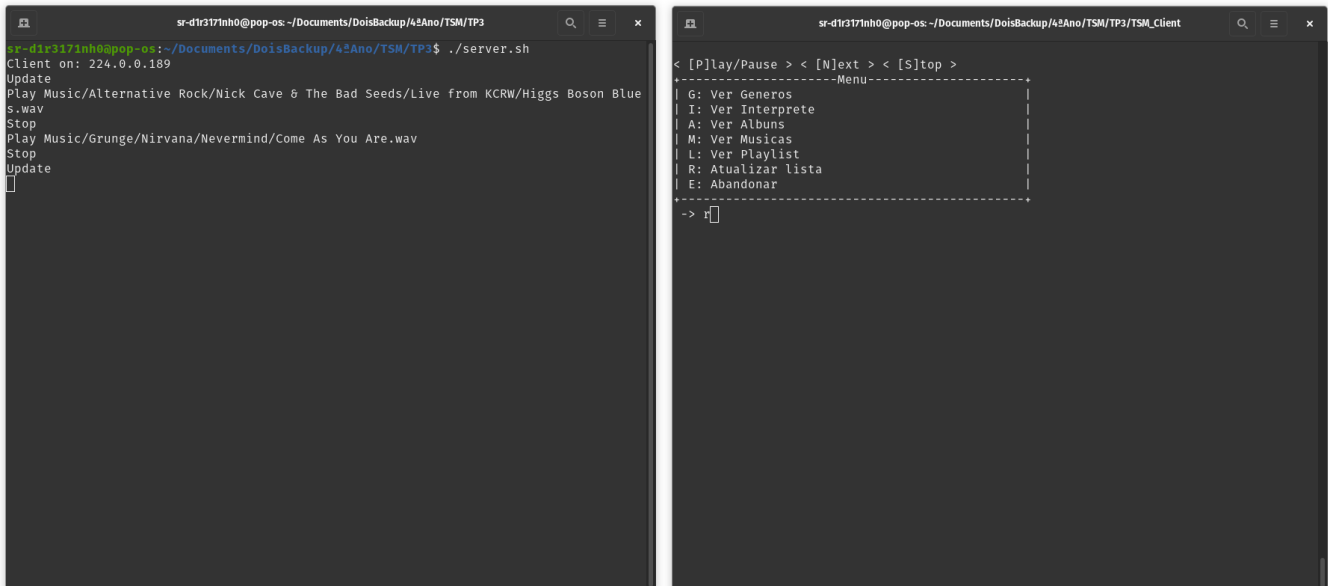 sr-d1r3171nh0@pop-os: ~/Documents/DoisBackup/4ªAno/TSM/TP3
sr-d1r3171nh0@pop-os:~/Documents/DoisBackup/4ªAno/TSM/TP3$ ./server.sh
Client on: 224.0.0.189
Update
Play Music/Alternative Rock/Nick Cave & The Bad Seeds/Live from KCRW/Higgs Boson Blue
s.wav
Stop
Play Music/Grunge/Nirvana/Nevermind/Come As You Are.wav
Stop
Update
sr-d1r3171nh0@pop-os: ~/Documents/DoisBackup/4ªAno/TSM/TP3/TSM_Client
< [P]lay/Pause > < [N]ext > < [S]top >
+---------------------Menu---------------------+
| G: Ver Generos |
| I: Ver Interprete |
| A: Ver Albuns |
| M: Ver Musicas |
| L: Ver Playlist |
| R: Atualizar lista |
| E: Abandonar |
+----------------------------------------------+
-> r